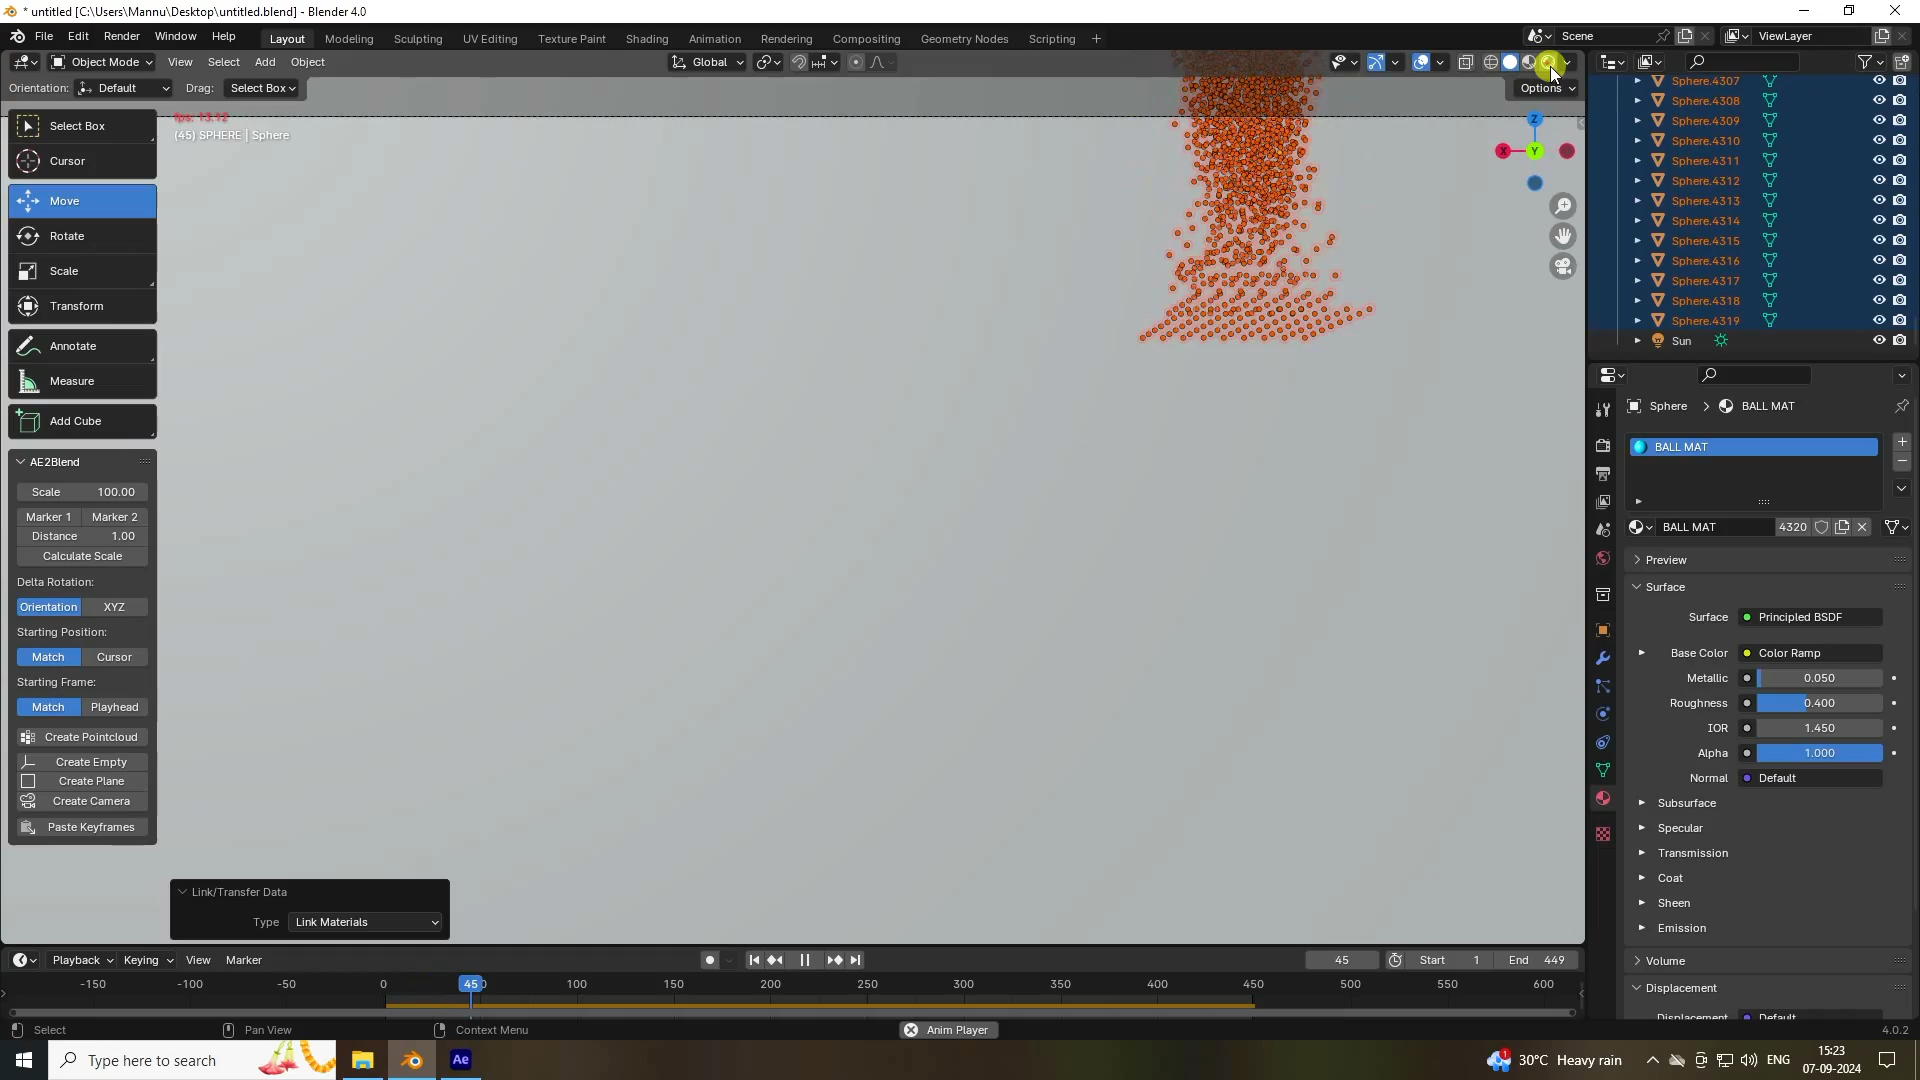 * untitled [C:\Users\Mannu\Desktop\untitled.blend] - Blender 4.0
File Edit Render Window Help Layout Modeling Sculpting UV Editing Texture Paint Shading Animation Rendering Compositing Geometry Nodes Scripting + Scene ViewLayer
Object Mode View Select Add Object Global
Orientation: Default Drag: Select Box Options
fps: 13.12
(45) SPHERE | Sphere
Select Box
Cursor
Move
Rotate
Scale
Transform
Annotate
Measure
Add Cube
AE2Blend
Scale 100.00
Marker 1 Marker 2
Distance 1.00
Calculate Scale
Delta Rotation:
Orientation XYZ
Starting Position:
Match Cursor
Starting Frame:
Match Playhead
Create Pointcloud
Create Empty
Create Plane
Create Camera
Paste Keyframes
Z
X
Y
Link/Transfer Data
Type Link Materials
Sphere.4307
Sphere.4308
Sphere.4309
Sphere.4310
Sphere.4311
Sphere.4312
Sphere.4313
Sphere.4314
Sphere.4315
Sphere.4316
Sphere.4317
Sphere.4318
Sphere.4319
Sun
Sphere > BALL MAT
BALL MAT
BALL MAT 4320
Preview
Surface
Surface Principled BSDF
Base Color Color Ramp
Metallic 0.050
Roughness 0.400
IOR 1.450
Alpha 1.000
Normal Default
Subsurface
Specular
Transmission
Coat
Sheen
Emission
Volume
Displacement
Displacement Default
Playback Keying View Marker 45 Start 1 End 449
-150 -100 -50 0 45 100 150 200 250 300 350 400 450 500 550 600
Select Pan View Context Menu Anim Player 4.0.2
Type here to search Ae 1 30°C Heavy rain ENG 15:23
07-09-2024